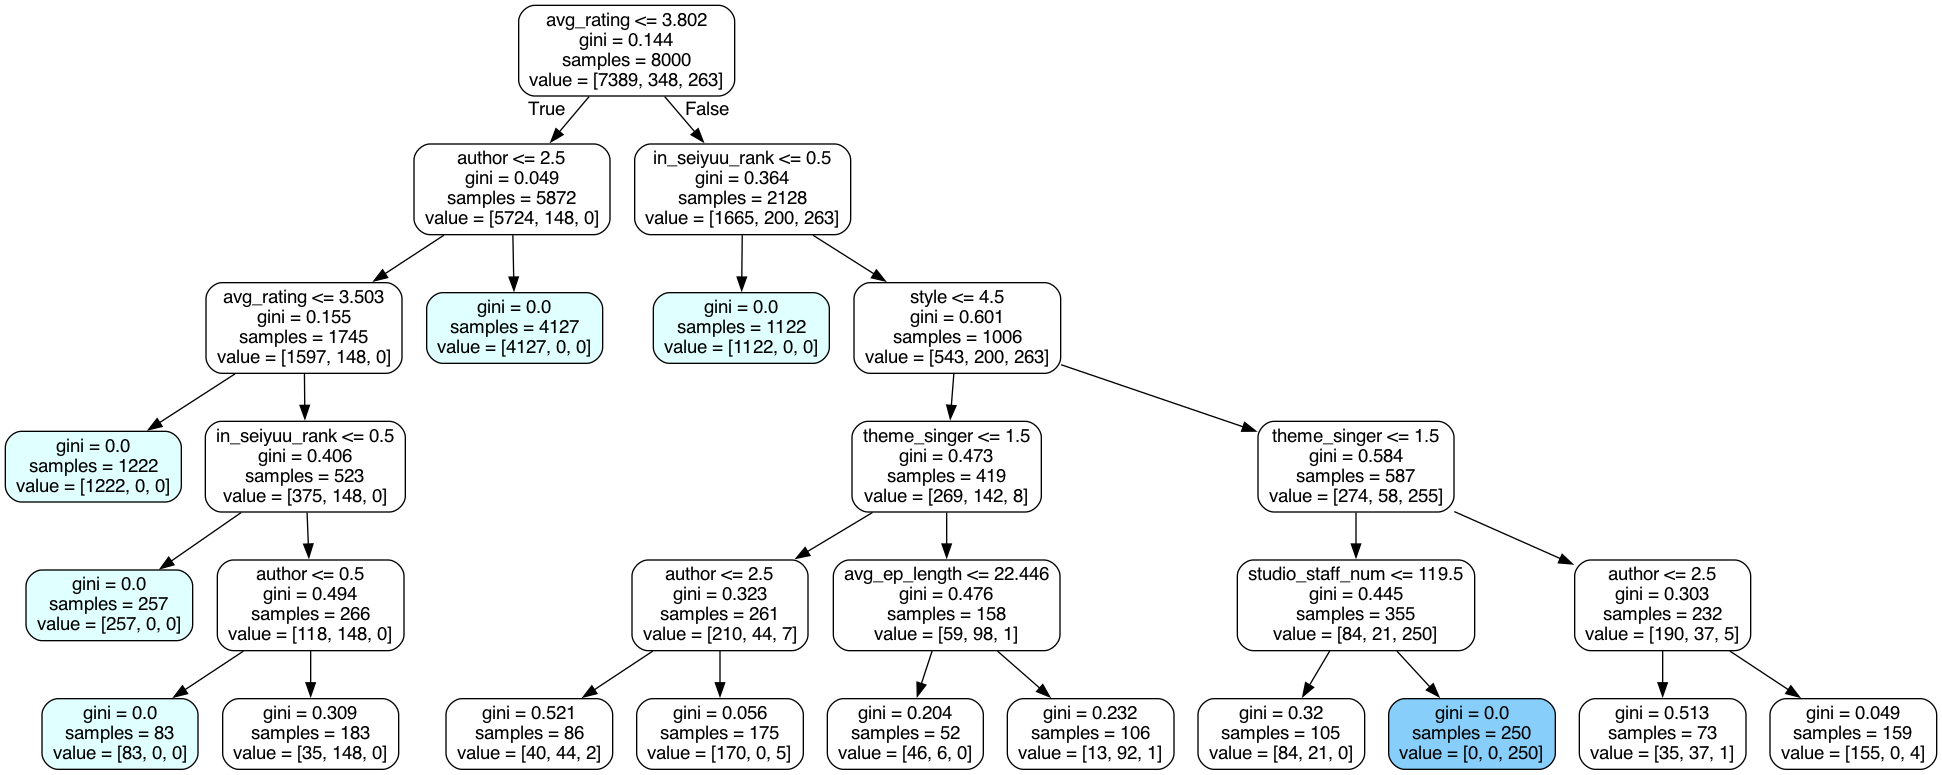 avg_rating <= 3.802
gini = 0.144
samples = 8000
value = [7389, 348, 263]
True
False
author <= 2.5
gini = 0.049
samples = 5872
value = [5724, 148, 0]
in_seiyuu_rank <= 0.5
gini = 0.364
samples = 2128
value = [1665, 200, 263]
avg_rating <= 3.503
gini = 0.155
samples = 1745
value = [1597, 148, 0]
gini = 0.0
samples = 4127
value = [4127, 0, 0]
gini = 0.0
samples = 1122
value = [1122, 0, 0]
style <= 4.5
gini = 0.601
samples = 1006
value = [543, 200, 263]
gini = 0.0
samples = 1222
value = [1222, 0, 0]
in_seiyuu_rank <= 0.5
gini = 0.406
samples = 523
value = [375, 148, 0]
theme_singer <= 1.5
gini = 0.473
samples = 419
value = [269, 142, 8]
theme_singer <= 1.5
gini = 0.584
samples = 587
value = [274, 58, 255]
gini = 0.0
samples = 257
value = [257, 0, 0]
author <= 0.5
gini = 0.494
samples = 266
value = [118, 148, 0]
author <= 2.5
gini = 0.323
samples = 261
value = [210, 44, 7]
avg_ep_length <= 22.446
gini = 0.476
samples = 158
value = [59, 98, 1]
studio_staff_num <= 119.5
gini = 0.445
samples = 355
value = [84, 21, 250]
author <= 2.5
gini = 0.303
samples = 232
value = [190, 37, 5]
gini = 0.0
samples = 83
value = [83, 0, 0]
gini = 0.309
samples = 183
value = [35, 148, 0]
gini = 0.521
samples = 86
value = [40, 44, 2]
gini = 0.056
samples = 175
value = [170, 0, 5]
gini = 0.204
samples = 52
value = [46, 6, 0]
gini = 0.232
samples = 106
value = [13, 92, 1]
gini = 0.32
samples = 105
value = [84, 21, 0]
gini = 0.0
samples = 250
value = [0, 0, 250]
gini = 0.513
samples = 73
value = [35, 37, 1]
gini = 0.049
samples = 159
value = [155, 0, 4]